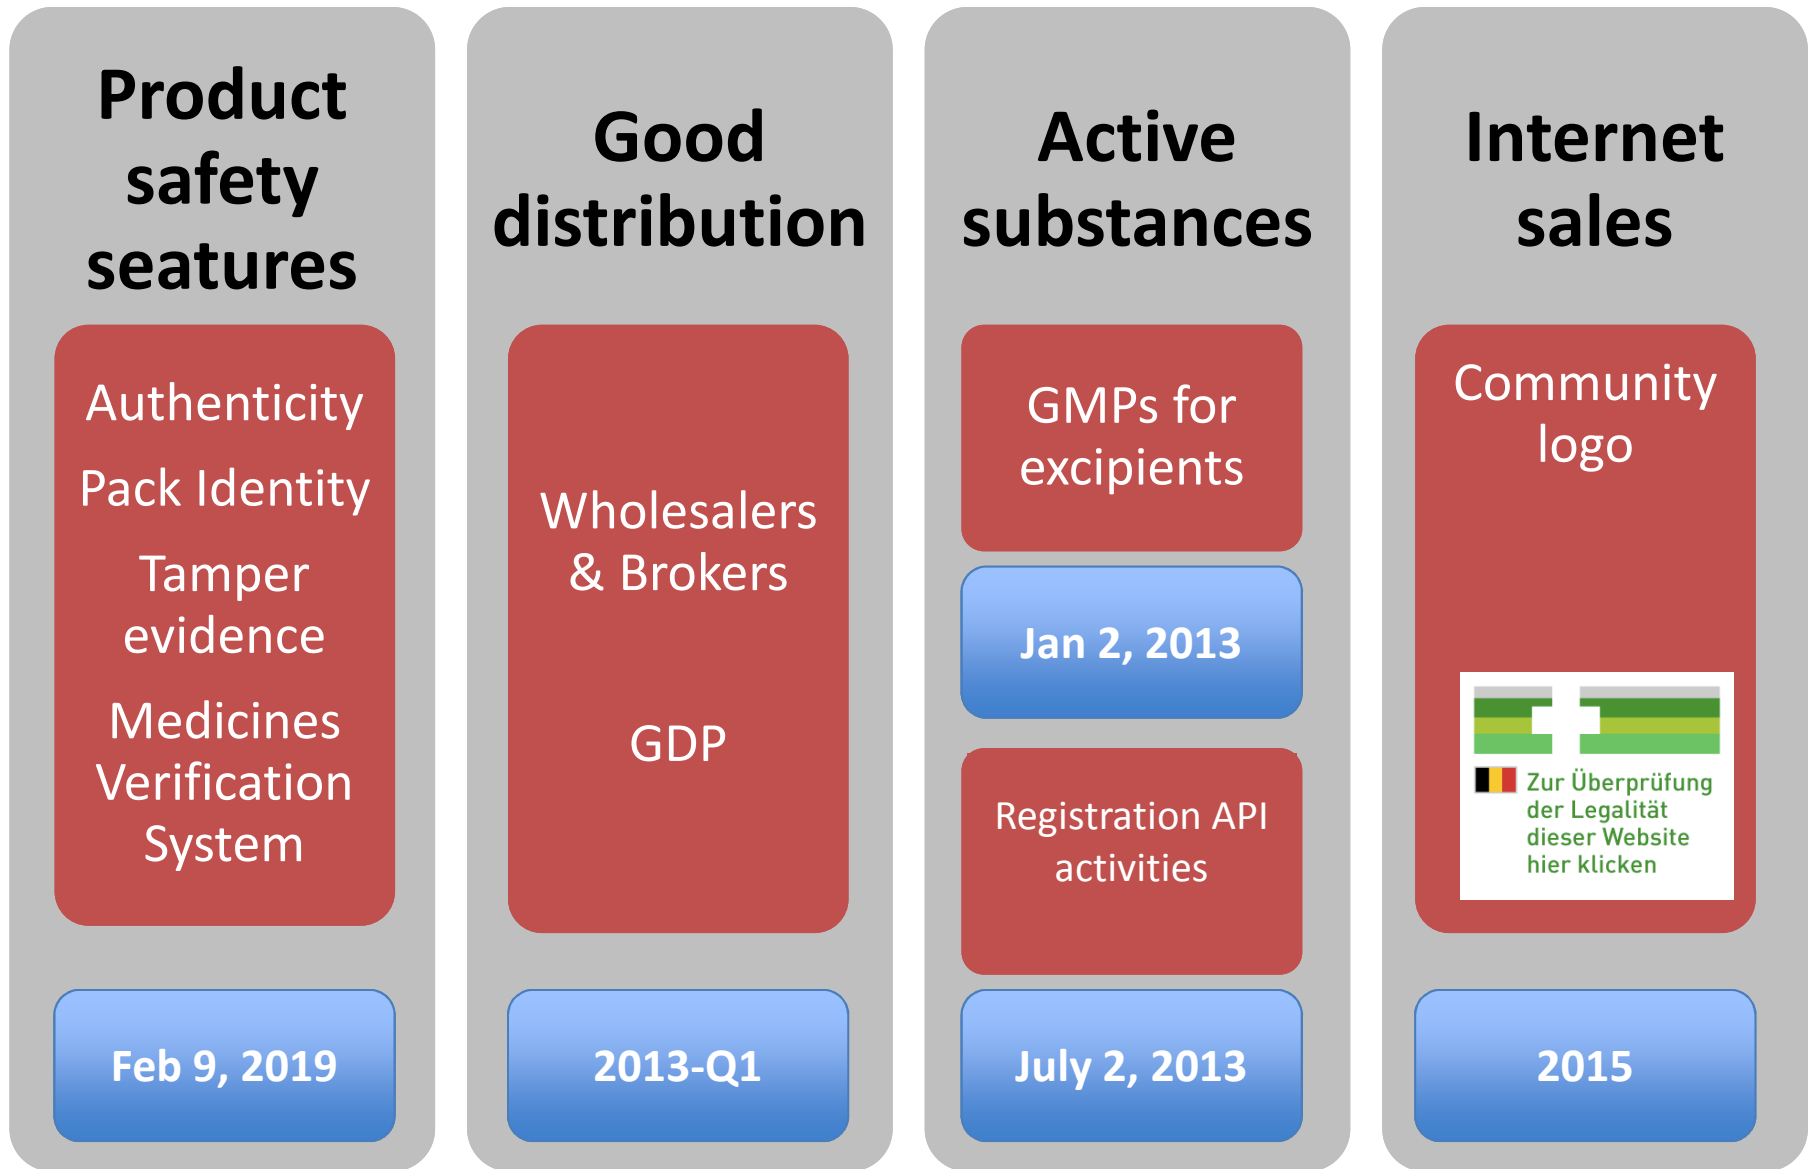 Product
safety
seatures
Authenticity
Pack Identity
Tamper
evidence
Medicines
Verification
System
Feb 9, 2019
Good
distribution
Wholesalers
& Brokers
GDP
2013-Q1
Active
substances
GMPs for
excipients
Jan 2, 2013
Registration API
activities
July 2, 2013
Internet
sales
Community
logo
Zur Überprüfung
der Legalität
dieser Website
hier klicken
2015